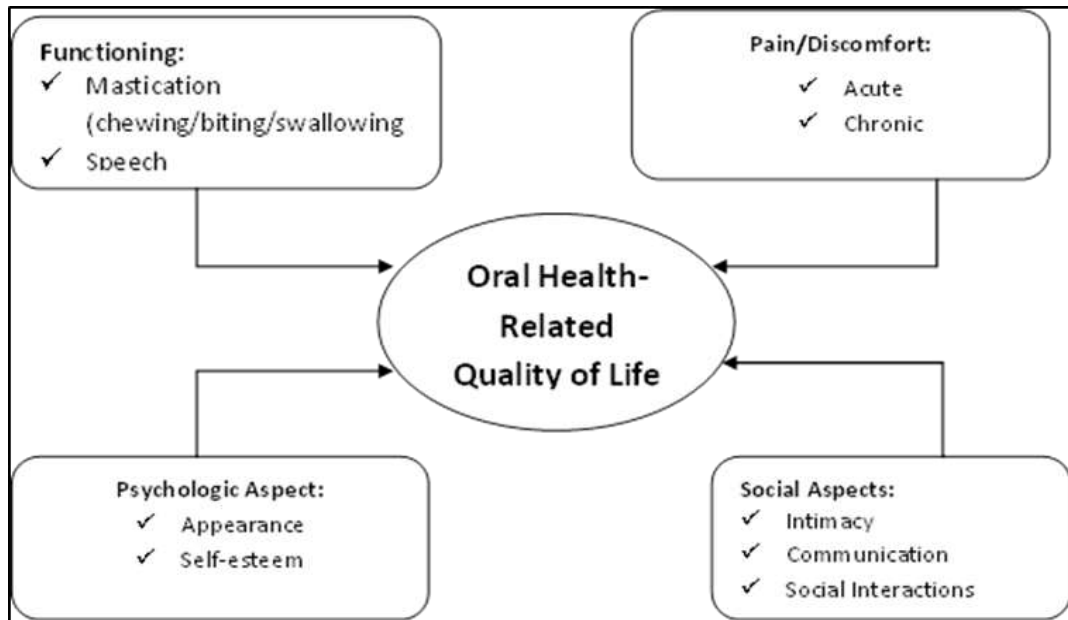 Functioning:
✓ Mastication
(chewing/biting/swallowing
✓ Speech
Pain/Discomfort:
✓ Acute
✓ Chronic
Oral Health-
Related
Quality of Life
Psychologic Aspect:
✓ Appearance
✓ Self-esteem
Social Aspects:
✓ Intimacy
✓ Communication
✓ Social Interactions